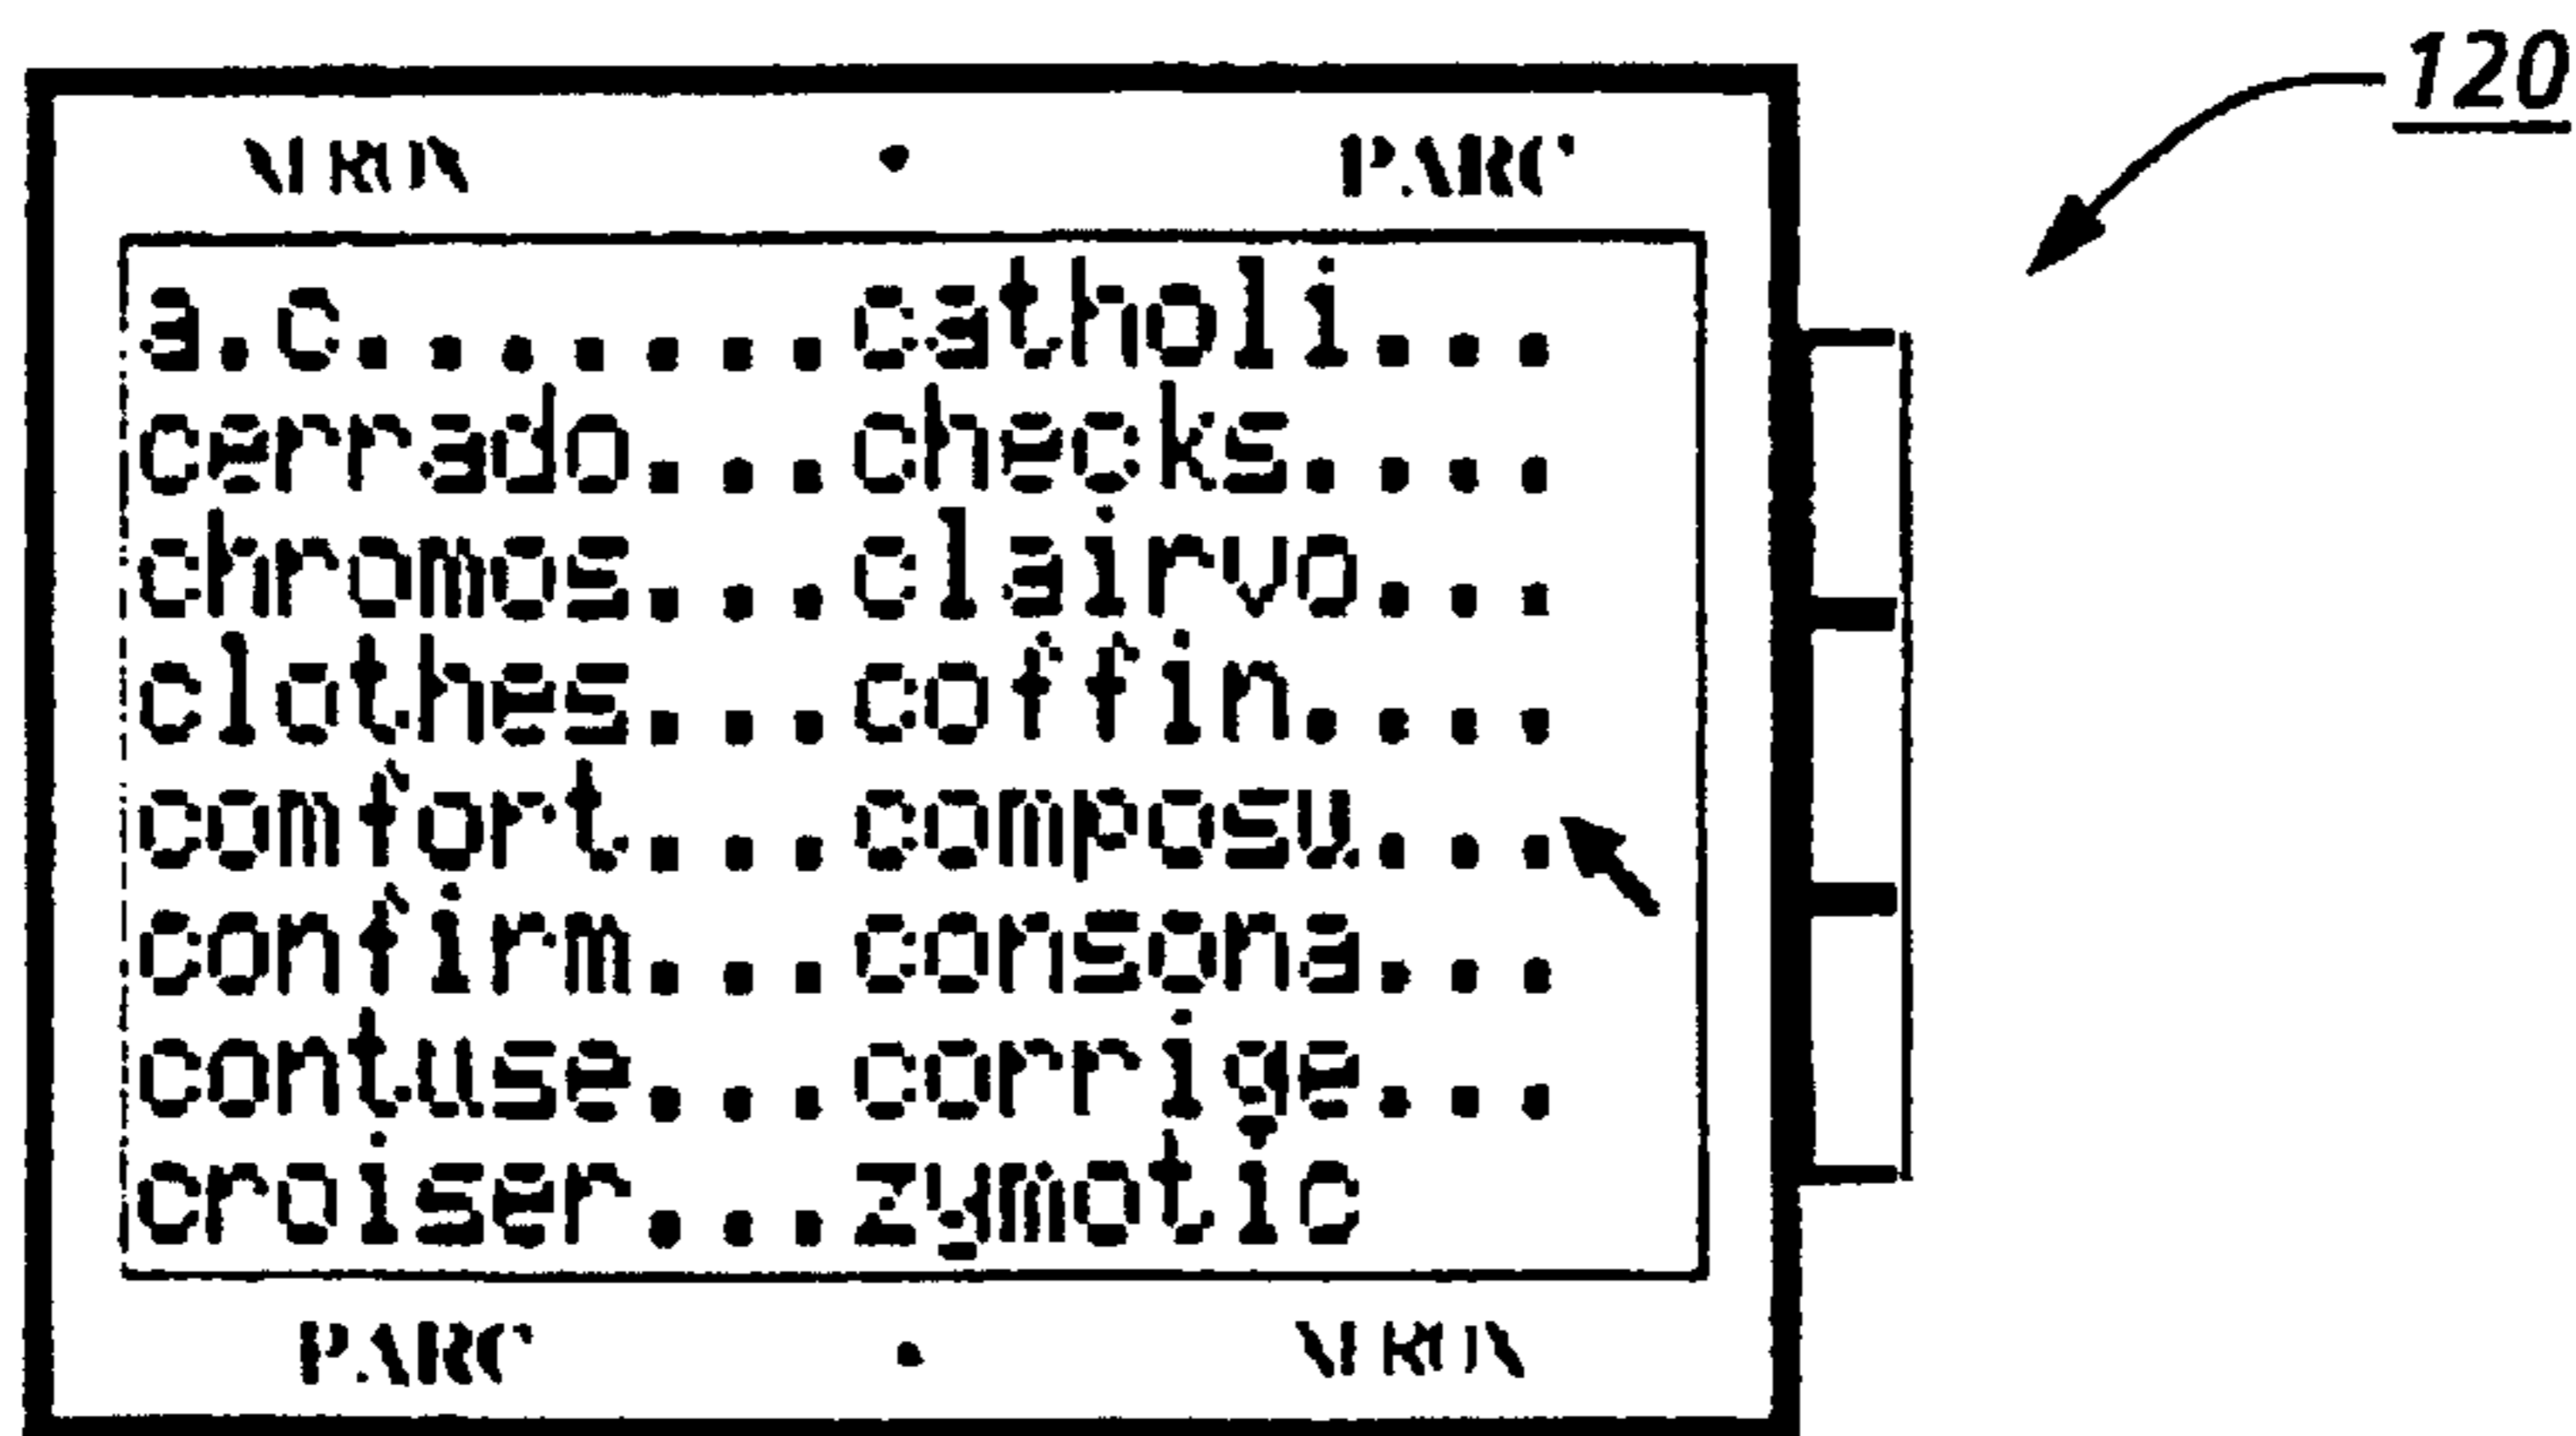 120
XEROX • PARC
a.c.......catholi...
cerrado...checks....
chromos...clairvo...
clothes...coffin....
comfort...composu...
confirm...consona...
contuse...corrige...
croiser...zymotic
PARC • XEROX